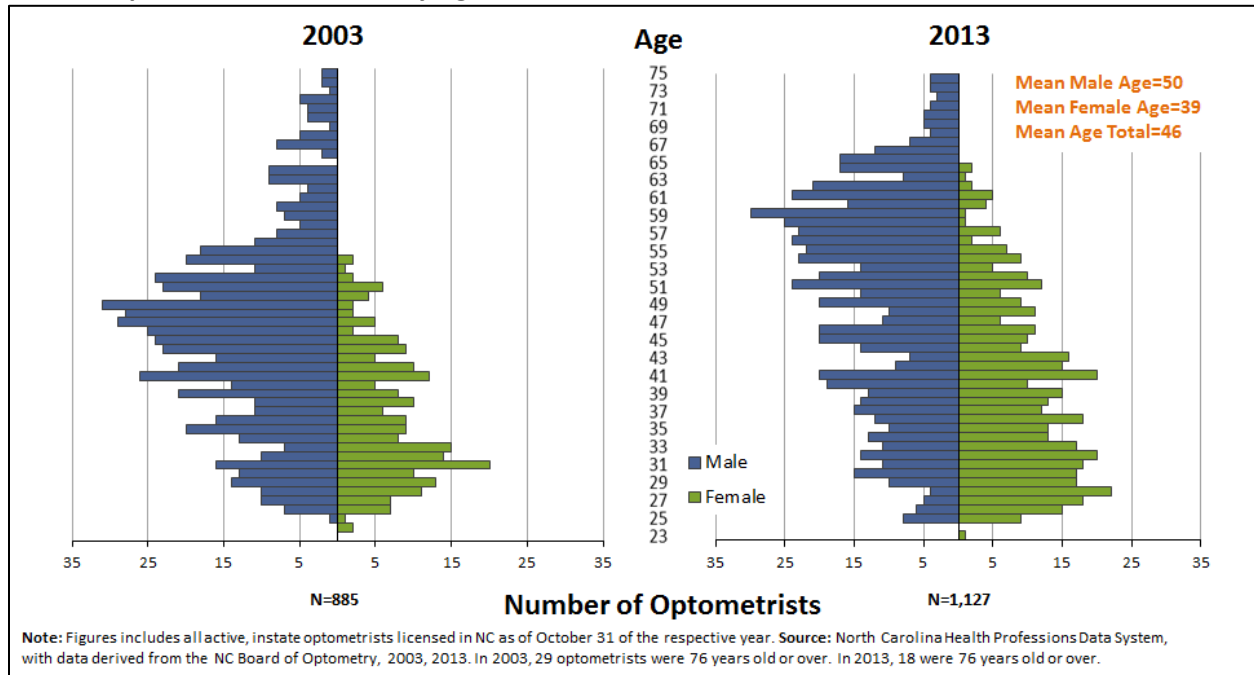 2003
Age
2013
Mean Male Age=50
Mean Female Age=39
Mean Age Total=46
75
73
71
69
67
65
63
61
59
57
55
53
51
49
47
45
43
41
39
37
35
33
31
29
27
25
23
Male
Female
35 25 15 5 5 15 25 35
35 25 15 5 5 15 25 35
N=885
Number of Optometrists
N=1,127
Note: Figures includes all active, instate optometrists licensed in NC as of October 31 of the respective year. Source: North Carolina Health Professions Data System,
with data derived from the NC Board of Optometry, 2003, 2013. In 2003, 29 optometrists were 76 years old or over. In 2013, 18 were 76 years old or over.